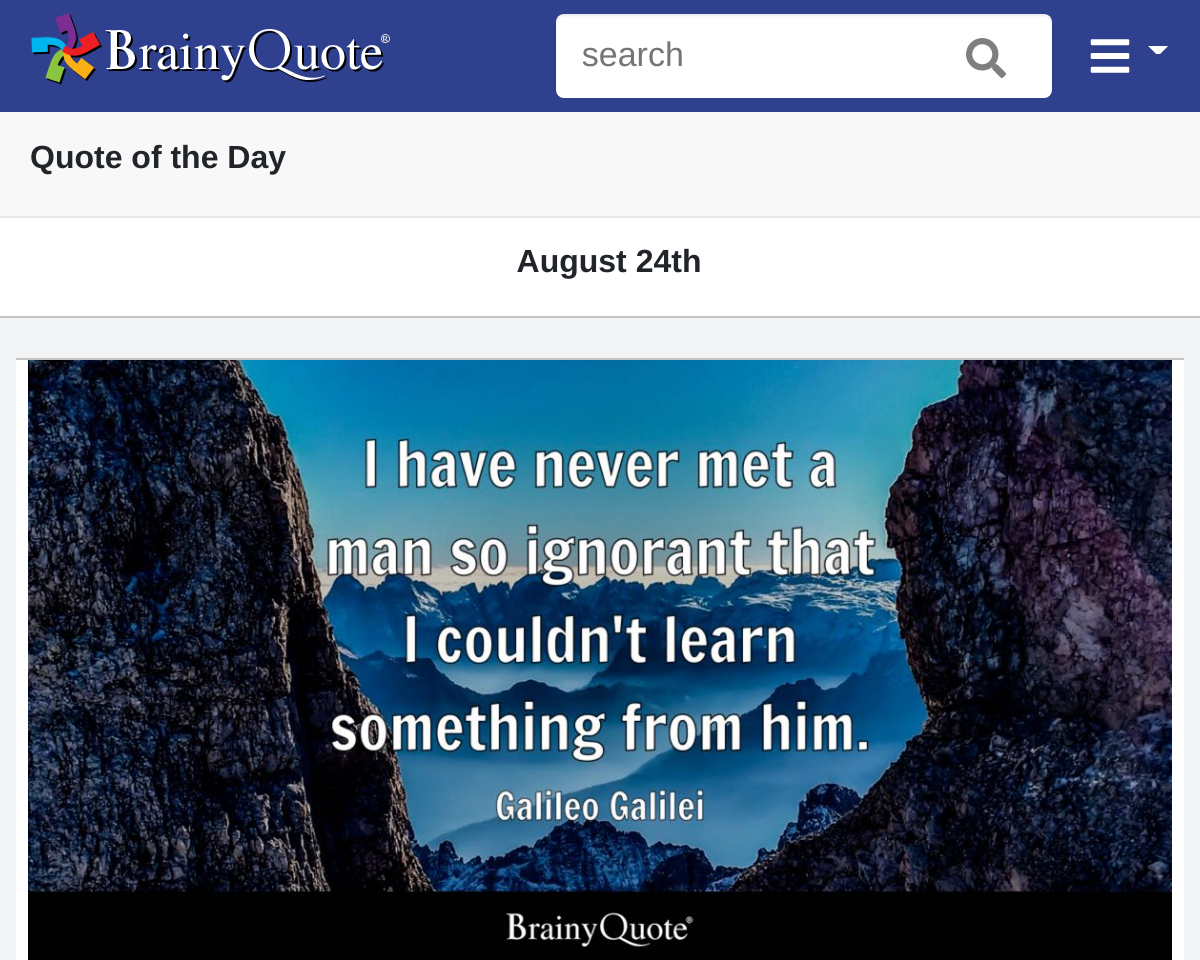 BrainyQuote®
search
Quote of the Day
August 24th
I have never met a
man so ignorant that
I couldn't learn
something from him.
Galileo Galilei
BrainyQuote®